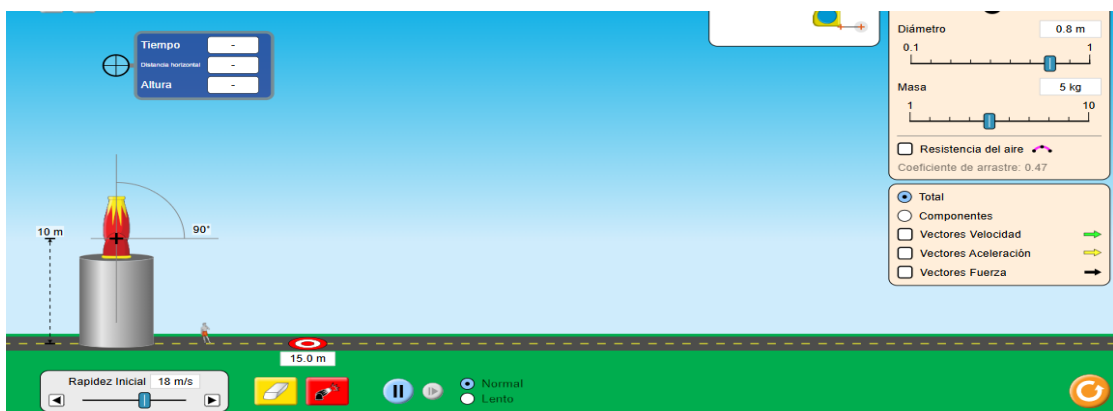 Tiempo -
Distancia horizontal -
Altura -
Diámetro 0.8 m
0.1 1
Masa 5 kg
1 10
Resistencia del aire
Coeficiente de arrastre: 0.47
Total
Componentes
Vectores Velocidad
Vectores Aceleración
Vectores Fuerza
90°
10 m
15.0 m
Rapidez Inicial 18 m/s
Normal
Lento